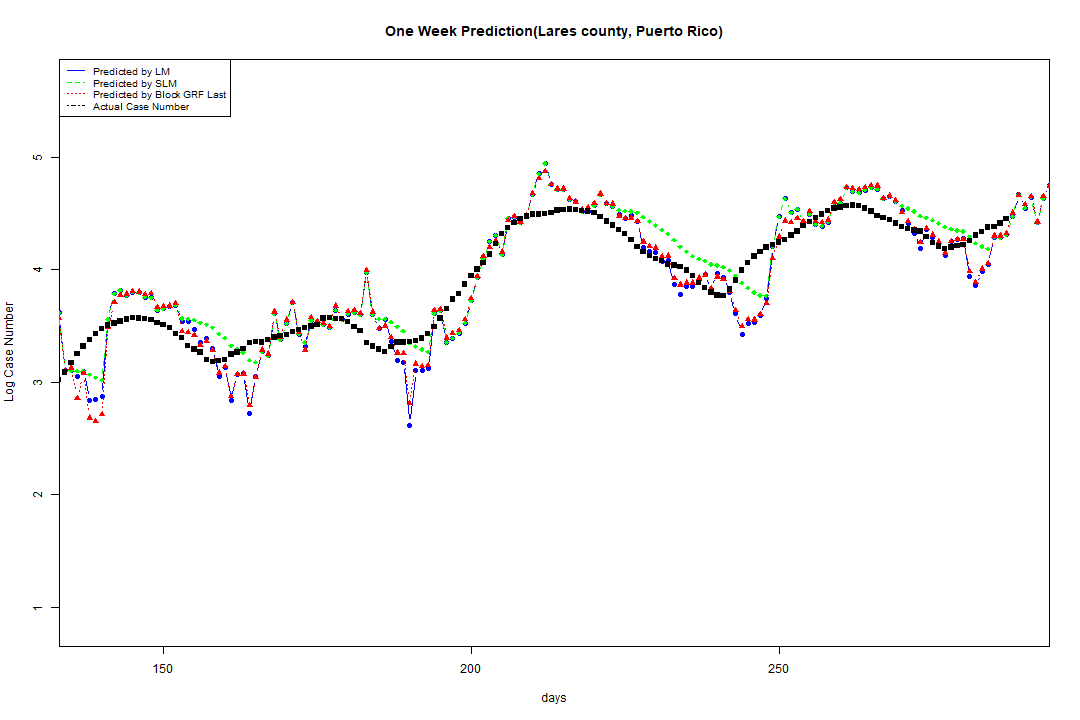 One Week Prediction(Lares county, Puerto Rico)
Predicted by LM
Predicted by SLM
Predicted by Block GRF Last
Actual Case Number
5
4
3
2
1
Log Case Number
150 200 250
days